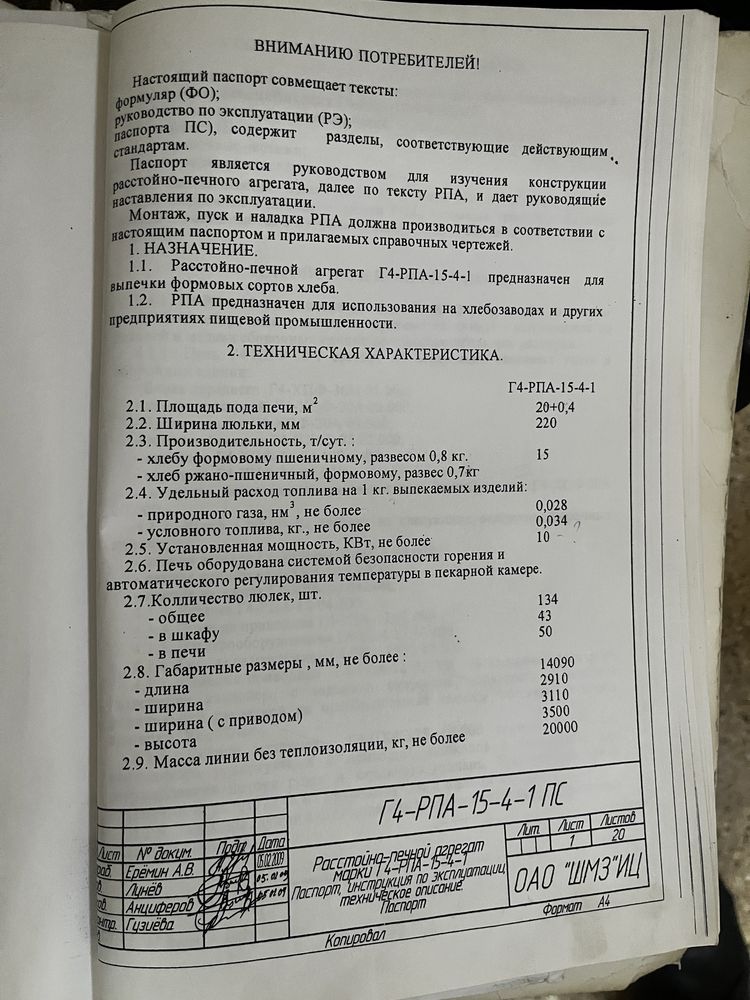 ВНИМАНИЮ ПОТРЕБИТЕЛЕЙ!
Настоящий паспорт совмещает тексты:
формуляр (ФО);
руководство по эксплуатации (РЭ);
паспорта ПС), содержит разделы, соответствующие действующим
стандартам.
Паспорт является руководством для изучения конструкции
расстойно-печного агрегата, далее по тексту РПА, и дает руководящие
наставления по эксплуатации.
Монтаж, пуск и наладка РПА должна производиться в соответствии с
настоящим паспортом и прилагаемых справочных чертежей.
1. НАЗНАЧЕНИЕ.
1.1. Расстойно-печной агрегат Г4-РПА-15-4-1 предназначен для
выпечки формовых сортов хлеба.
1.2. РПА предназначен для использования на хлебозаводах и других
предприятиях пищевой промышленности.
2. ТЕХНИЧЕСКАЯ ХАРАКТЕРИСТИКА.
Г4-РПА-15-4-1
2.1. Площадь пода печи, м² 20+0,4
2.2. Ширина люльки, мм 220
2.3. Производительность, т/сут. :
- хлебу формовому пшеничному, развесом 0,8 кг. 15
- хлеб ржано-пшеничный, формовому, развес 0,7кг
2.4. Удельный расход топлива на 1 кг. выпекаемых изделий:
- природного газа, нм³, не более 0,028
- условного топлива, кг., не более 0,034
2.5. Установленная мощность, КВт, не более 10
2.6. Печь оборудована системой безопасности горения и
автоматического регулирования температуры в пекарной камере.
2.7.Колличество люлек, шт.
- общее 134
- в шкафу 43
- в печи 50
2.8. Габаритные размеры , мм, не более :
- длина 14090
- ширина 2910
- ширина ( с приводом) 3110
- высота 3500
2.9. Масса линии без теплоизоляции, кг, не более 20000
Г4-РПА-15-4-1 ПС
Лист № докум. Подп. Дата
раб. Ерёмин А.В. 05.02.2009
Линёв 05.02.09
Анциферов 05.02.09
нтр. Гузиёва
Расстойно-печной агрегат
марки Г4-РПА-15-4-1
Паспорт, инструкция по эксплуатации,
техническое описание.
Паспорт
Лит. Лист Листов
1 20
ОАО "ШМЗ"ИЦ
Копировал Формат А4